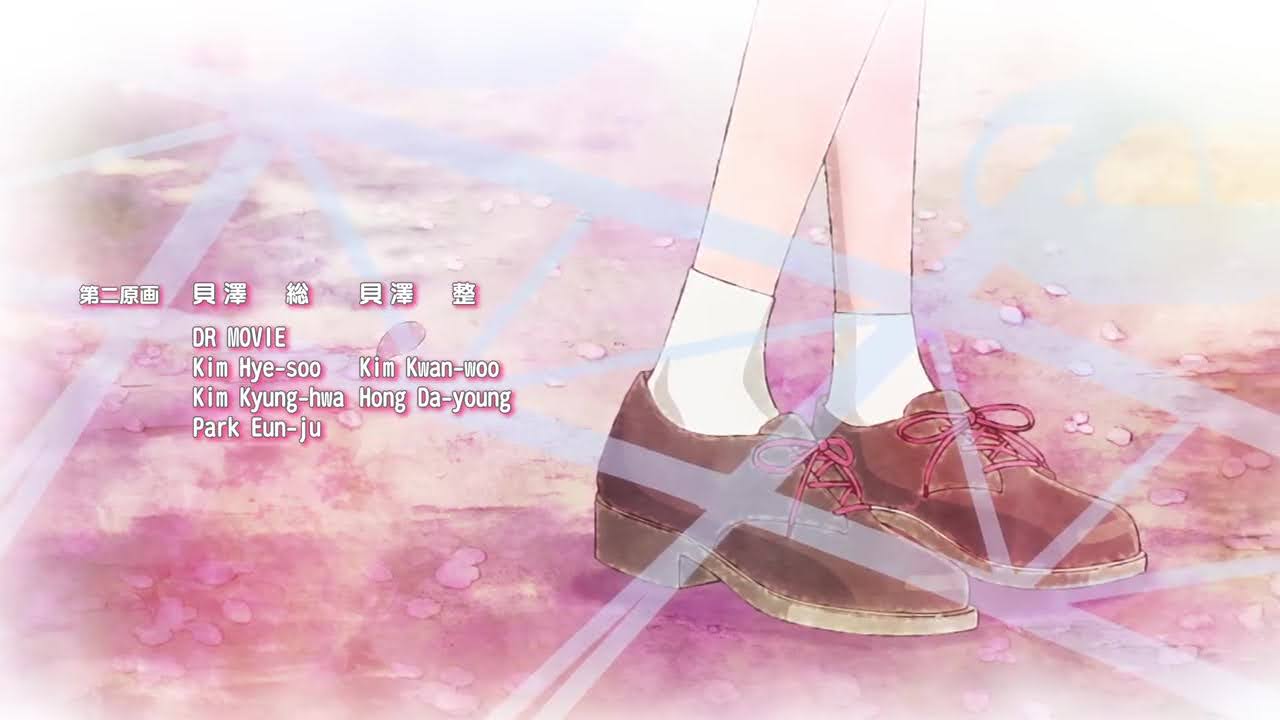 第二原画 貝澤 総 貝澤 整
DR MOVIE
Kim Hye-soo Kim Kwan-woo
Kim Kyung-hwa Hong Da-young
Park Eun-ju